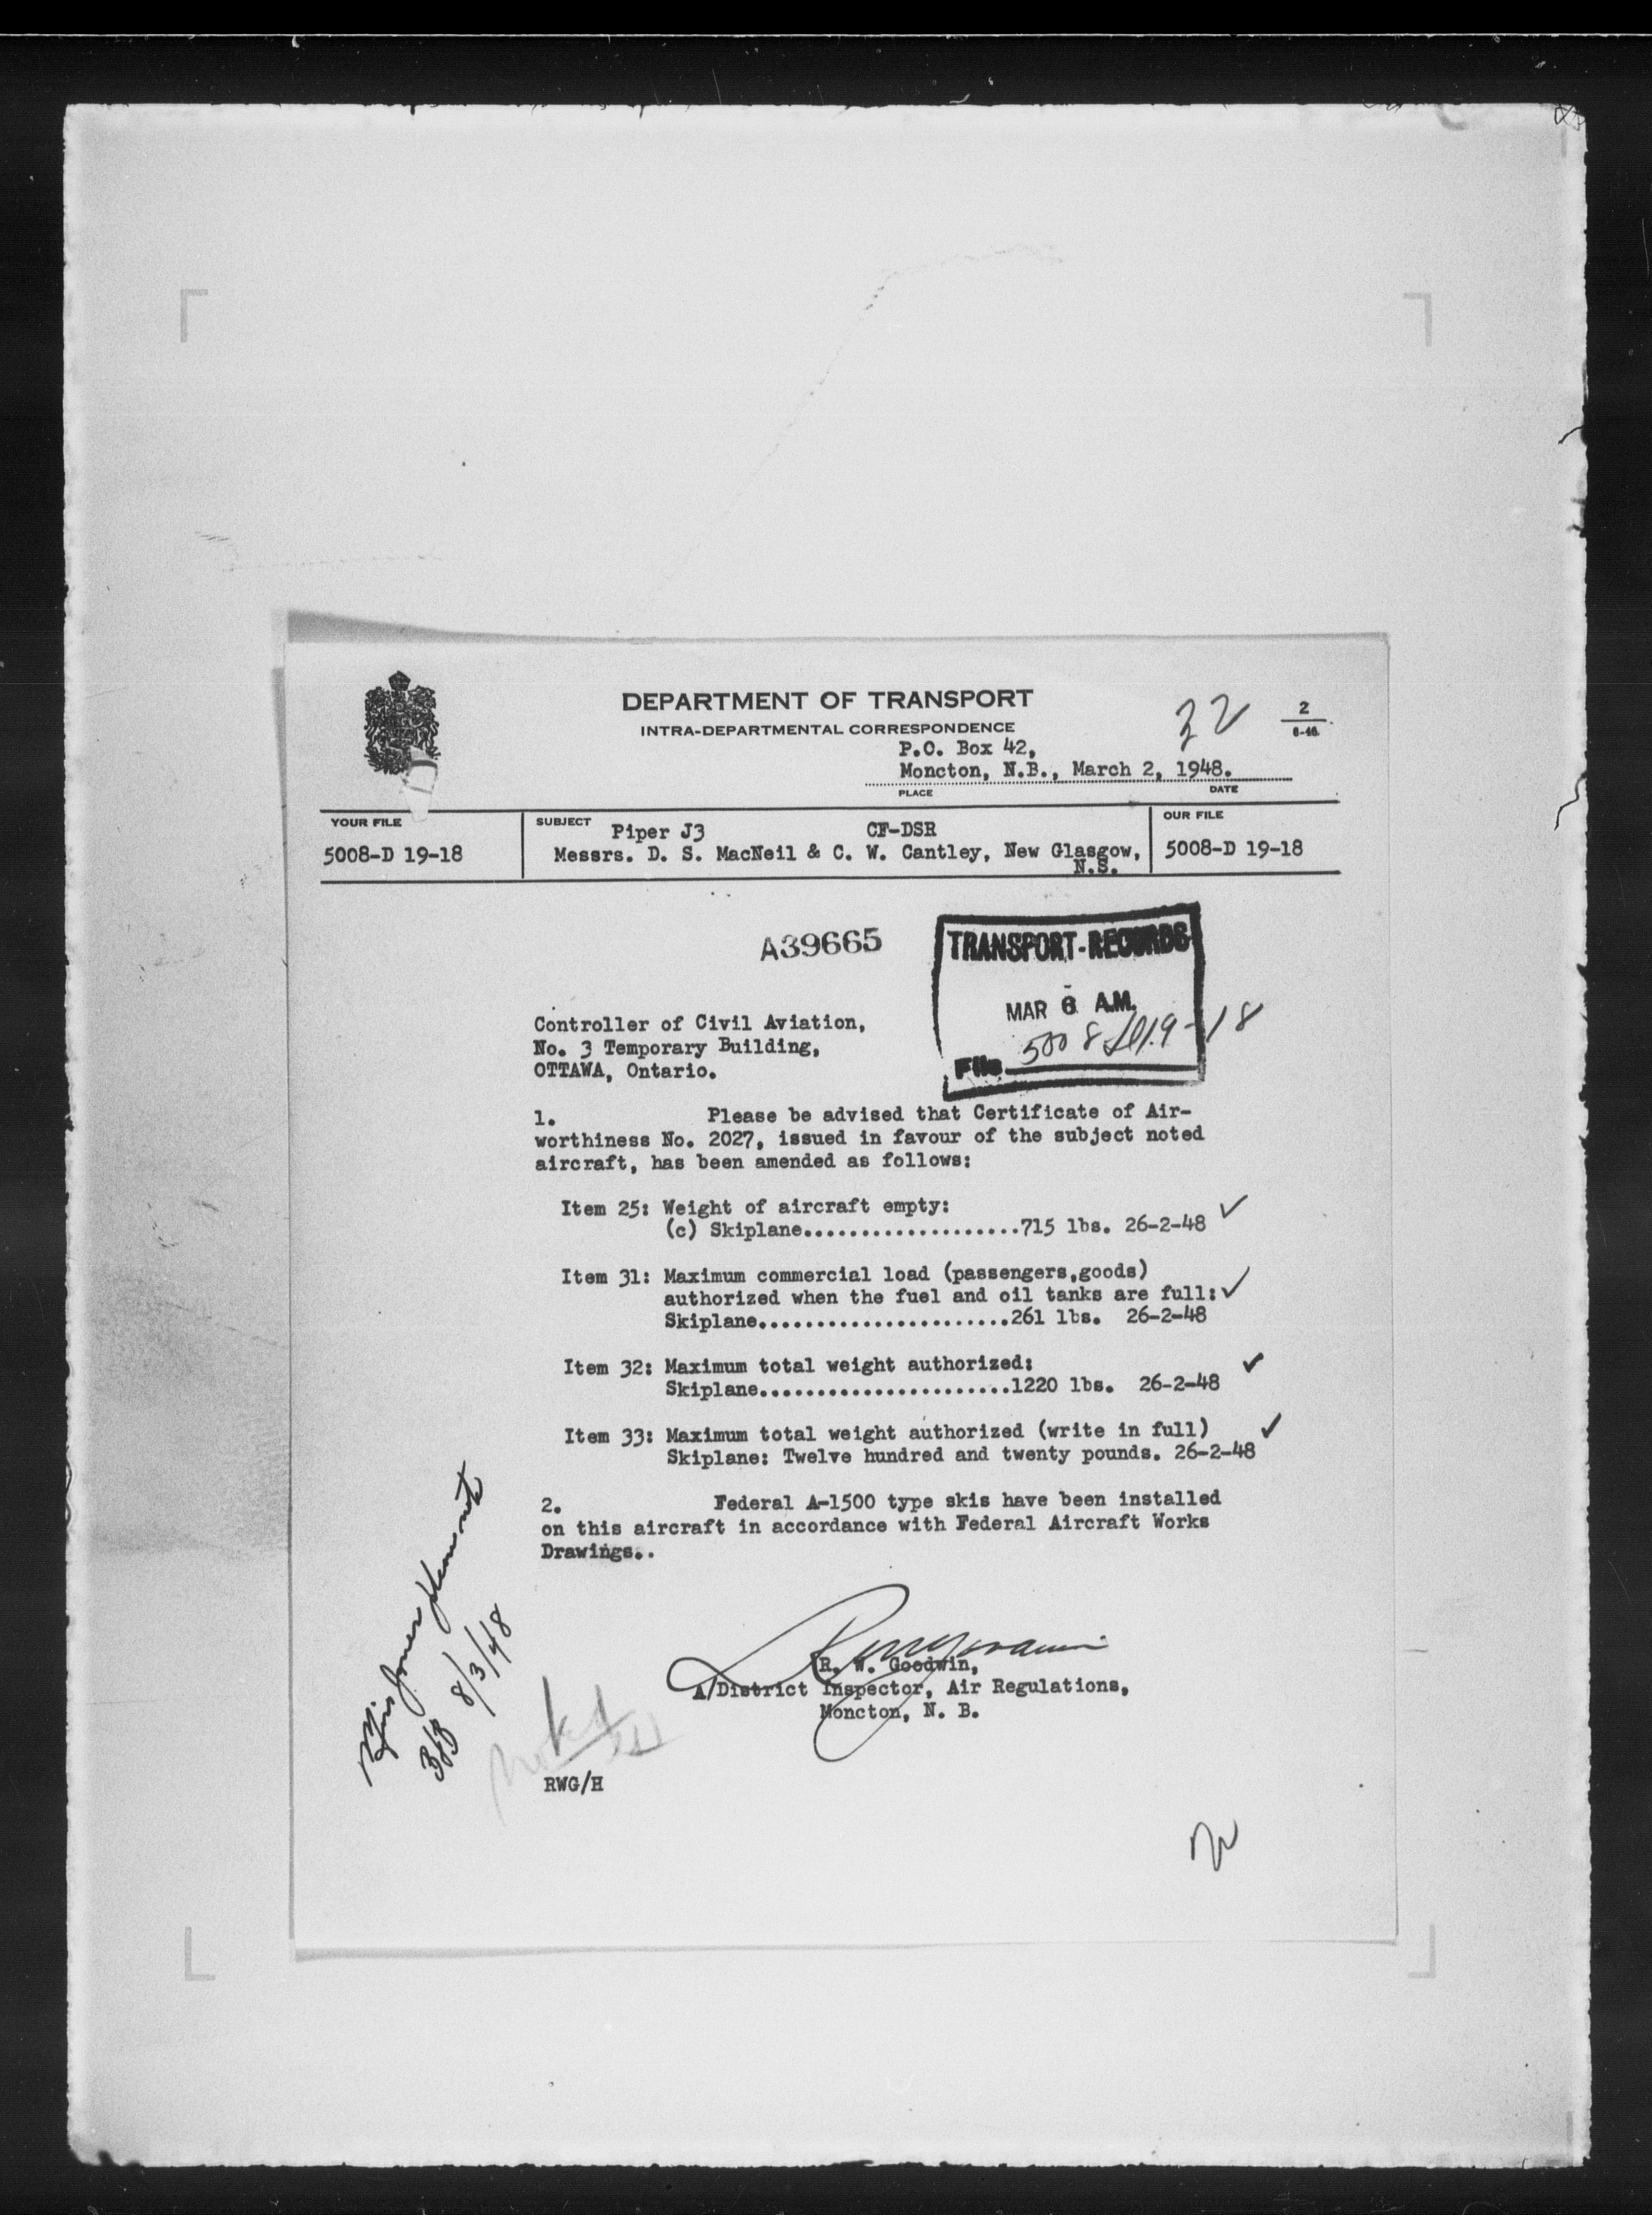 DEPARTMENT OF TRANSPORT
INTRA-DEPARTMENTAL CORRESPONDENCE
32
2
6-46
P.O. Box 42,
Moncton, N.B., March 2, 1948.
PLACE DATE
YOUR FILE
5008-D 19-18
SUBJECT Piper J3 CF-DSR
Messrs. D. S. MacNeil & C. W. Cantley, New Glasgow,
N.S.
OUR FILE
5008-D 19-18
A39665
TRANSPORT-RECORDS
MAR 6 A.M.
File 5008 D19-18
Controller of Civil Aviation,
No. 3 Temporary Building,
OTTAWA, Ontario.
1. Please be advised that Certificate of Air-
worthiness No. 2027, issued in favour of the subject noted
aircraft, has been amended as follows:
Item 25: Weight of aircraft empty:
(c) Skiplane...................715 lbs. 26-2-48 ✓
Item 31: Maximum commercial load (passengers,goods)
authorized when the fuel and oil tanks are full: ✓
Skiplane......................261 lbs. 26-2-48
Item 32: Maximum total weight authorized: ✓
Skiplane......................1220 lbs. 26-2-48
Item 33: Maximum total weight authorized (write in full) ✓
Skiplane: Twelve hundred and twenty pounds. 26-2-48
2. Federal A-1500 type skis have been installed
on this aircraft in accordance with Federal Aircraft Works
Drawings..
R. W. Goodwin,
A/District Inspector, Air Regulations,
Moncton, N. B.
Miss Jones
8/3/48
noted
RWG/H